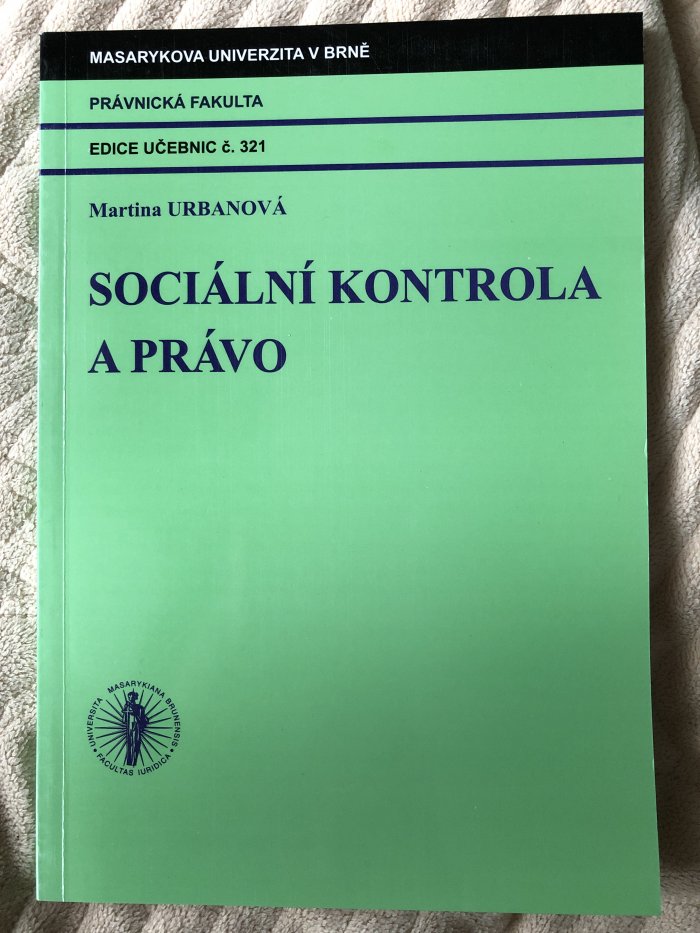 MASARYKOVA UNIVERZITA V BRNĚ
PRÁVNICKÁ FAKULTA
EDICE UČEBNIC č. 321
Martina URBANOVÁ
SOCIÁLNÍ KONTROLA
A PRÁVO
UNIVERSITA MASARYKIANA BRUNENSIS
FACULTAS IURIDICA